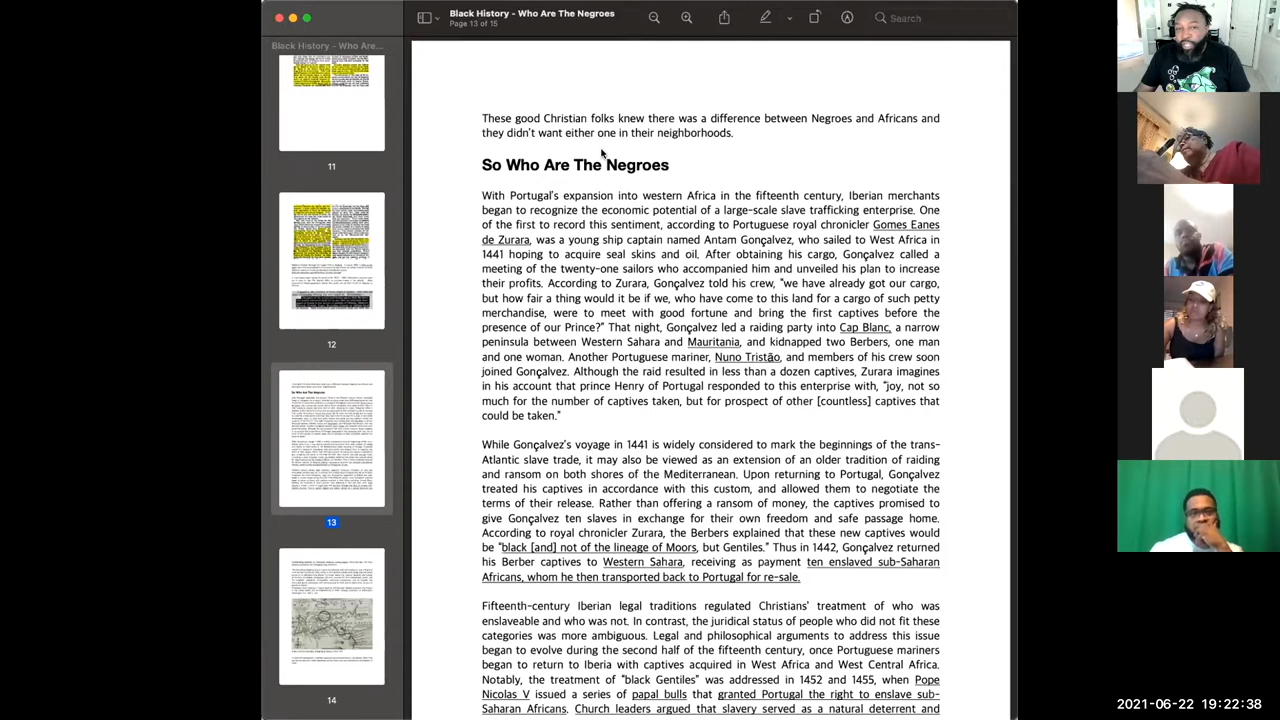 Black History - Who Are The Negroes
Page 13 of 15
Search
Black History - Who Are...
11
12
13
14
These good Christian folks knew there was a difference between Negroes and Africans and
they didn't want either one in their neighborhoods.
So Who Are The Negroes
With Portugal's expansion into western Africa in the fifteenth century, Iberian merchants
began to recognize the economic potential of a large-scale slave trafficking enterprise. One
of the first to record this sentiment, according to Portuguese royal chronicler Gomes Eanes
de Zurara, was a young ship captain named Antam Gonçalvez, who sailed to West Africa in
1441 hoping to acquire seal skins and oil. After obtaining his cargo, Gonçalvez called a
meeting of the twenty-one sailors who accompanied him and unveiled his plan to increase
their profits. According to Zurara, Gonçalvez told his crew, "we have already got our cargo,
but how fair a thing would it be if we, who have come to this land for a cargo of such petty
merchandise, were to meet with good fortune and bring the first captives before the
presence of our Prince?" That night, Gonçalvez led a raiding party into Cap Blanc, a narrow
peninsula between Western Sahara and Mauritania, and kidnapped two Berbers, one man
and one woman. Another Portuguese mariner, Nuno Tristão, and members of his crew soon
joined Gonçalvez. Although the raid resulted in less than a dozen captives, Zurara imagines
in his account that prince Henry of Portugal responded to this enterprise with, "joy, not so
much for the number of captives taken, but for prospect of other [countless] captives that
could be taken."
While Gonçalvez' voyage in 1441 is widely considered to mark the beginnings of the trans-
Atlantic slave trade, it may also be viewed as an extension of an older tradition of raiding
and ransom on both shores of the Mediterranean. Upon returning to Portugal, Gonçalvez
treated his captives in accordance with this custom, and allowed them to negotiate the
terms of their release. Rather than offering a ransom of money, the captives promised to
give Gonçalvez ten slaves in exchange for their own freedom and safe passage home.
According to royal chronicler Zurara, the Berbers explained that these new captives would
be "black [and] not of the lineage of Moors, but Gentiles." Thus in 1442, Gonçalvez returned
his Berber captives to Western Sahara, receiving as payment ten enslaved sub-Saharan
Africans, whom he then transported back to Portugal for re-sale.
Fifteenth-century Iberian legal traditions regulated Christians' treatment of who was
enslaveable and who was not. In contrast, the juridical status of people who did not fit these
categories was more ambiguous. Legal and philosophical arguments to address this issue
began to evolve in the second half of the fifteenth century, once Portuguese mariners
began to return to Iberia with captives acquired in West Africa and West Central Africa.
Notably, the treatment of "black Gentiles" was addressed in 1452 and 1455, when Pope
Nicolas V issued a series of papal bulls that granted Portugal the right to enslave sub-
Saharan Africans. Church leaders argued that slavery served as a natural deterrent and
2021-06-22 19:22:38